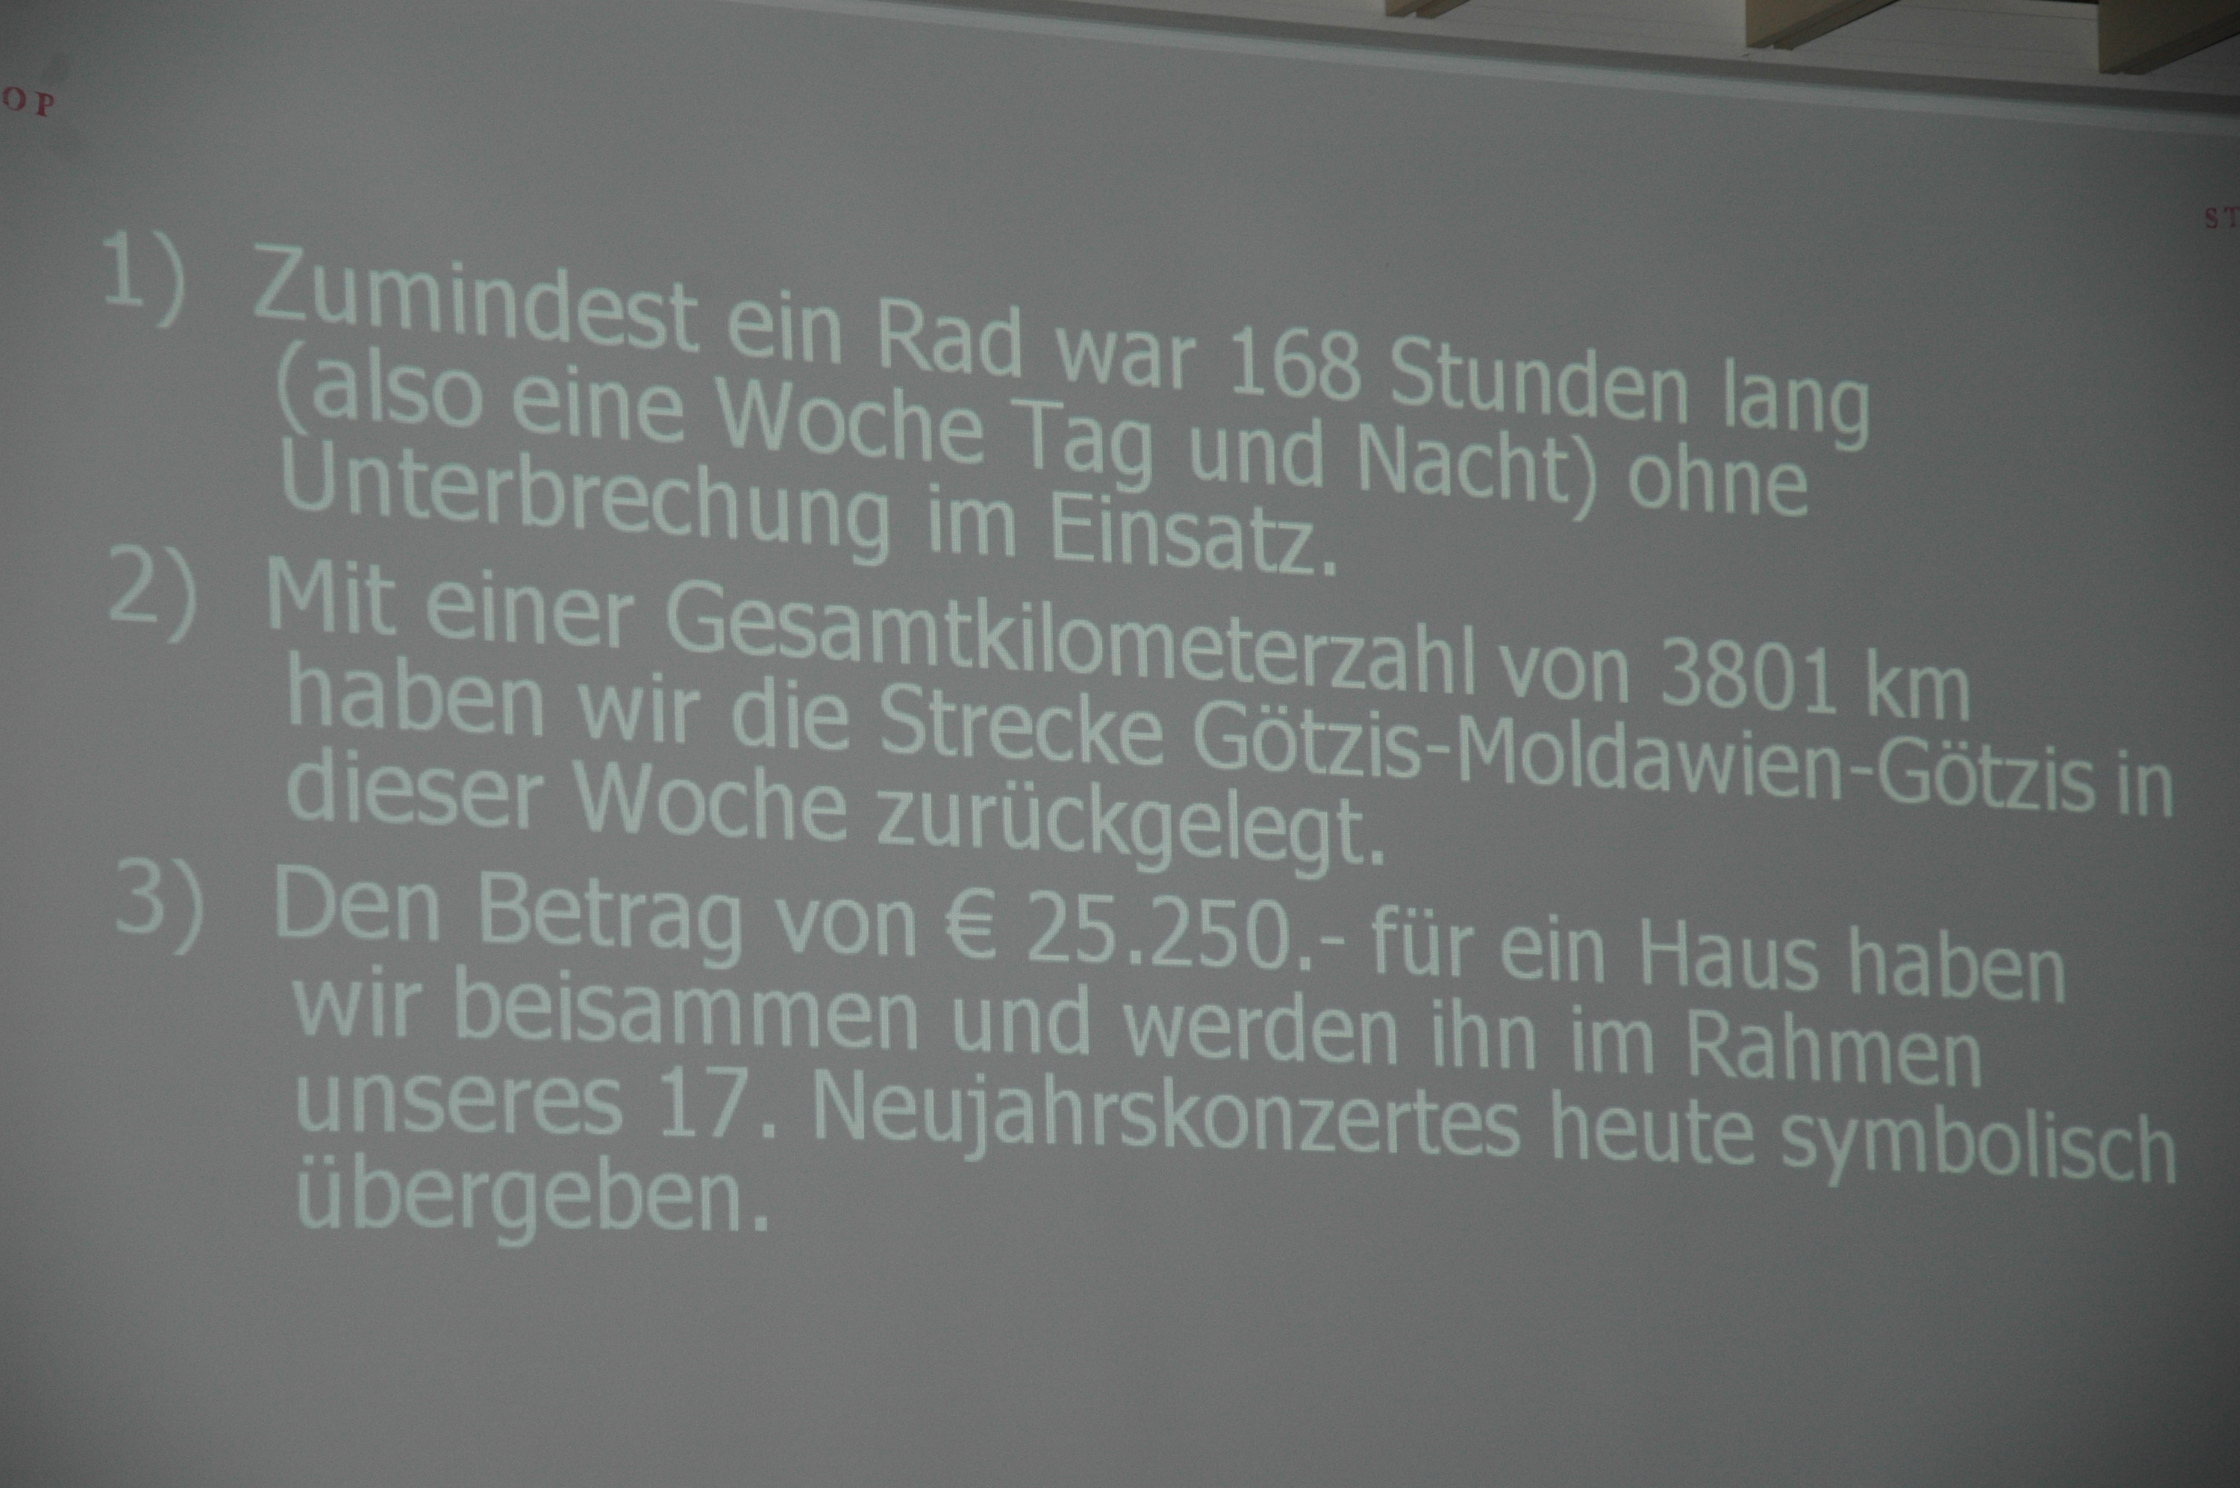 OP
ST
1) Zumindest ein Rad war 168 Stunden lang
(also eine Woche Tag und Nacht) ohne
Unterbrechung im Einsatz.
2) Mit einer Gesamtkilometerzahl von 3801 km
haben wir die Strecke Götzis-Moldawien-Götzis in
dieser Woche zurückgelegt.
3) Den Betrag von € 25.250.- für ein Haus haben
wir beisammen und werden ihn im Rahmen
unseres 17. Neujahrskonzertes heute symbolisch
übergeben.